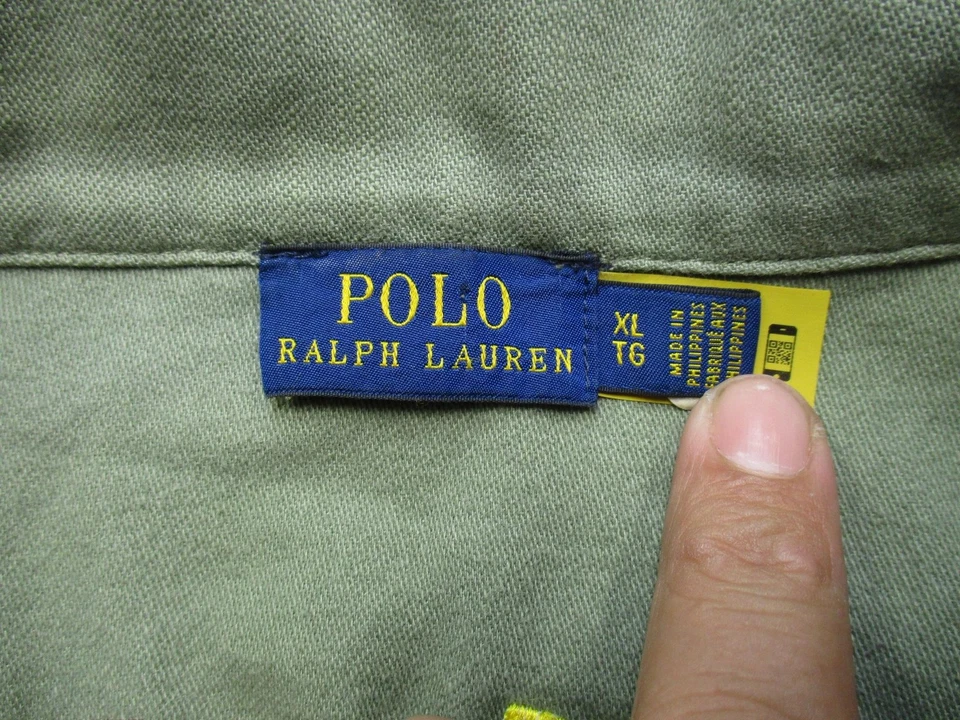 POLO
RALPH LAUREN
XL
TG
MADE IN
PHILIPPINES
FABRIQUÉ AUX
PHILIPPINES